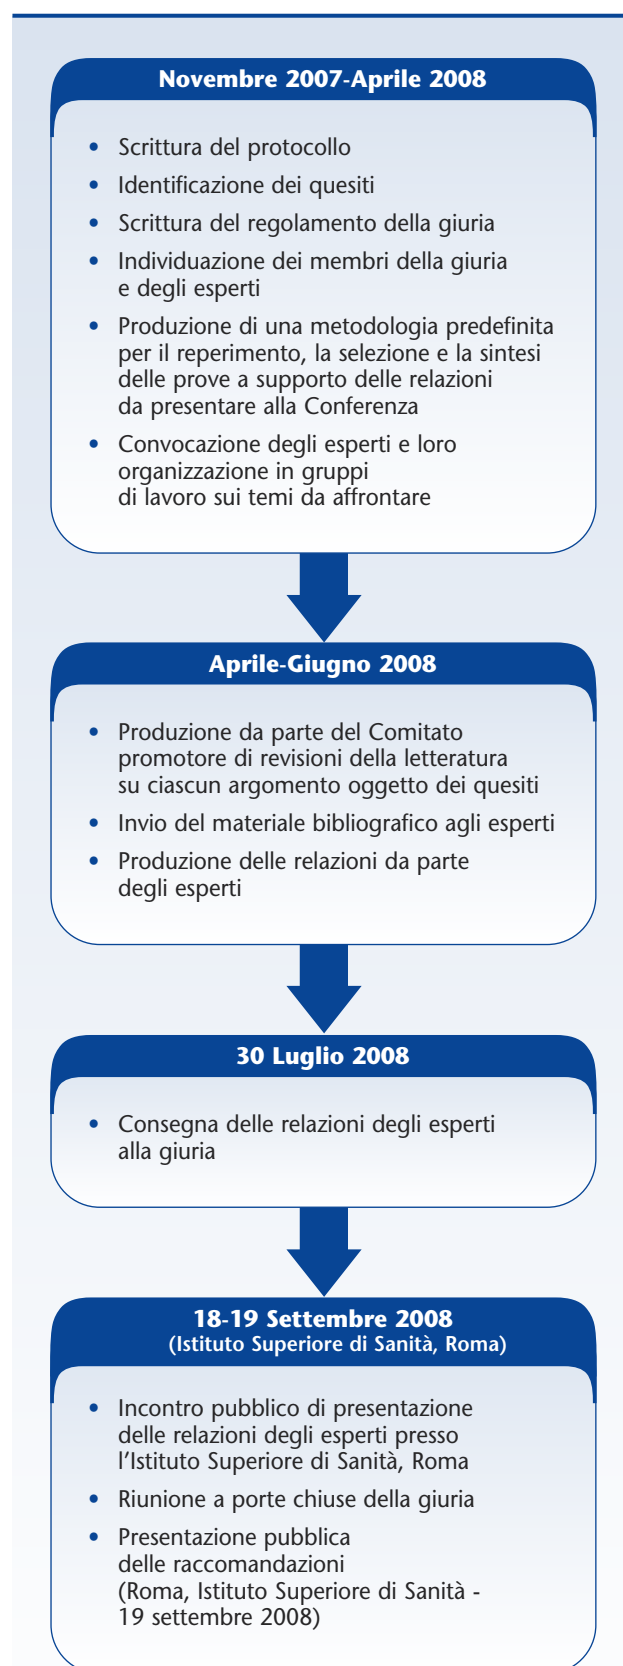 Novembre 2007-Aprile 2008
• Scrittura del protocollo
• Identificazione dei quesiti
• Scrittura del regolamento della giuria
• Individuazione dei membri della giuria
e degli esperti
• Produzione di una metodologia predefinita
per il reperimento, la selezione e la sintesi
delle prove a supporto delle relazioni
da presentare alla Conferenza
• Convocazione degli esperti e loro
organizzazione in gruppi
di lavoro sui temi da affrontare
Aprile-Giugno 2008
• Produzione da parte del Comitato
promotore di revisioni della letteratura
su ciascun argomento oggetto dei quesiti
• Invio del materiale bibliografico agli esperti
• Produzione delle relazioni da parte
degli esperti
30 Luglio 2008
• Consegna delle relazioni degli esperti
alla giuria
18-19 Settembre 2008
(Istituto Superiore di Sanità, Roma)
• Incontro pubblico di presentazione
delle relazioni degli esperti presso
l’Istituto Superiore di Sanità, Roma
• Riunione a porte chiuse della giuria
• Presentazione pubblica
delle raccomandazioni
(Roma, Istituto Superiore di Sanità -
19 settembre 2008)